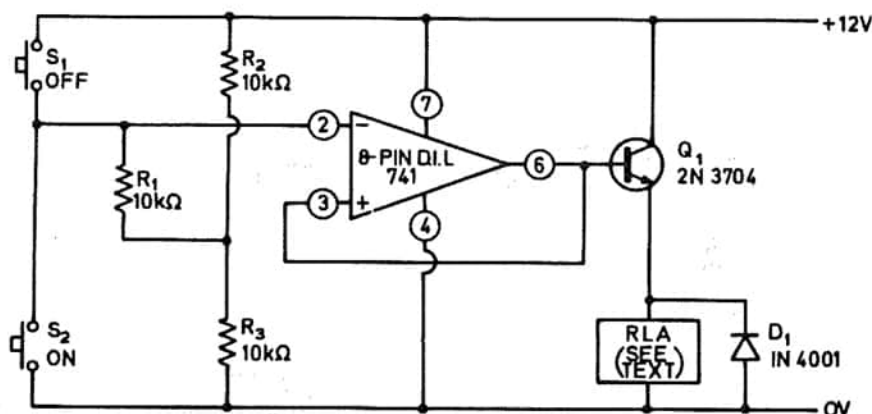 +12V
S1
OFF
R2
10kΩ
7
2
−
8-PIN D.I.L
741
6
Q1
2N 3704
R1
10kΩ
3
+
4
S2
ON
R3
10kΩ
RLA
(SEE TEXT)
D1
IN 4001
0V